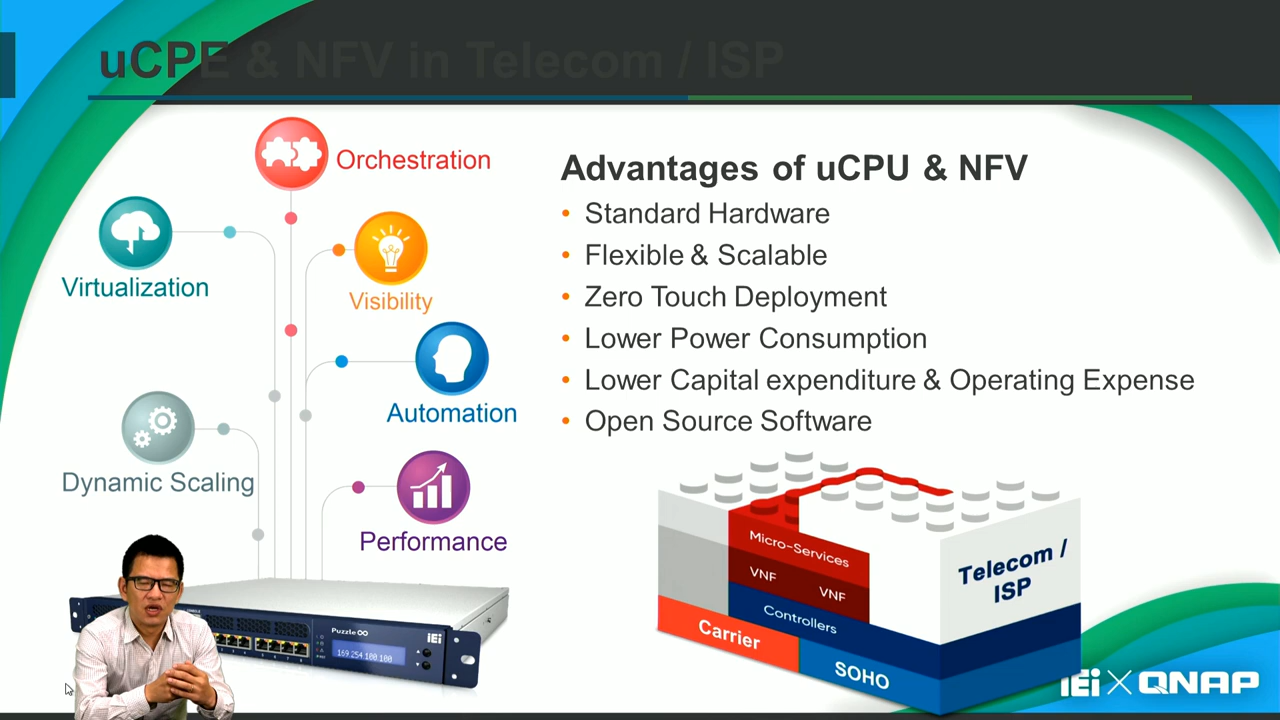 uCPE & NFV in Telecom / ISP
Orchestration
Virtualization
Visibility
Automation
Dynamic Scaling
Performance
Puzzle
iEi
169.254.100.100
Advantages of uCPU & NFV
• Standard Hardware
• Flexible & Scalable
• Zero Touch Deployment
• Lower Power Consumption
• Lower Capital expenditure & Operating Expense
• Open Source Software
Micro-Services
VNF
VNF
Controllers
Carrier
SOHO
Telecom /
ISP
iEi X QNAP